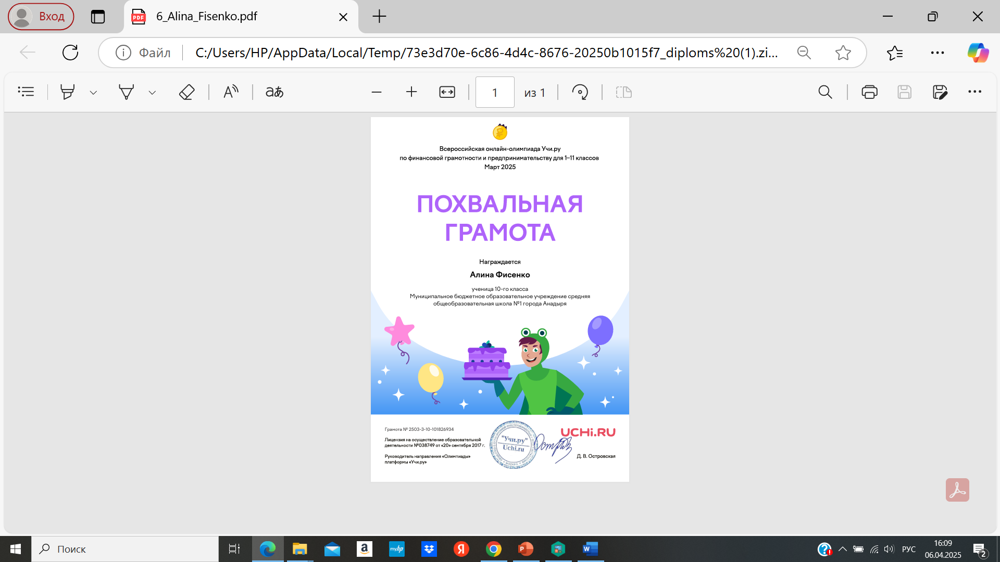 Вход
6_Alina_Fisenko.pdf
Файл
C:/Users/HP/AppData/Local/Temp/73e3d70e-6c86-4d4c-8676-20250b1015f7_diploms%20(1).zi...
1 из 1
Всероссийская онлайн-олимпиада Учи.ру
по финансовой грамотности и предпринимательству для 1–11 классов
Март 2025
ПОХВАЛЬНАЯ
ГРАМОТА
Награждается
Алина Фисенко
ученица 10-го класса
Муниципальное бюджетное образовательное учреждение средняя
общеобразовательная школа №1 города Анадыря
Грамота № 2503-3-10-101826934
Лицензия на осуществление образовательной
деятельности №038749 от «20» сентября 2017 г.
Руководитель направления «Олимпиады»
платформы «Учи.ру»
"Учи.ру"
Uchi.ru
UCHi.RU
Д. В. Островская
Поиск
РУС
16:09
06.04.2025
2